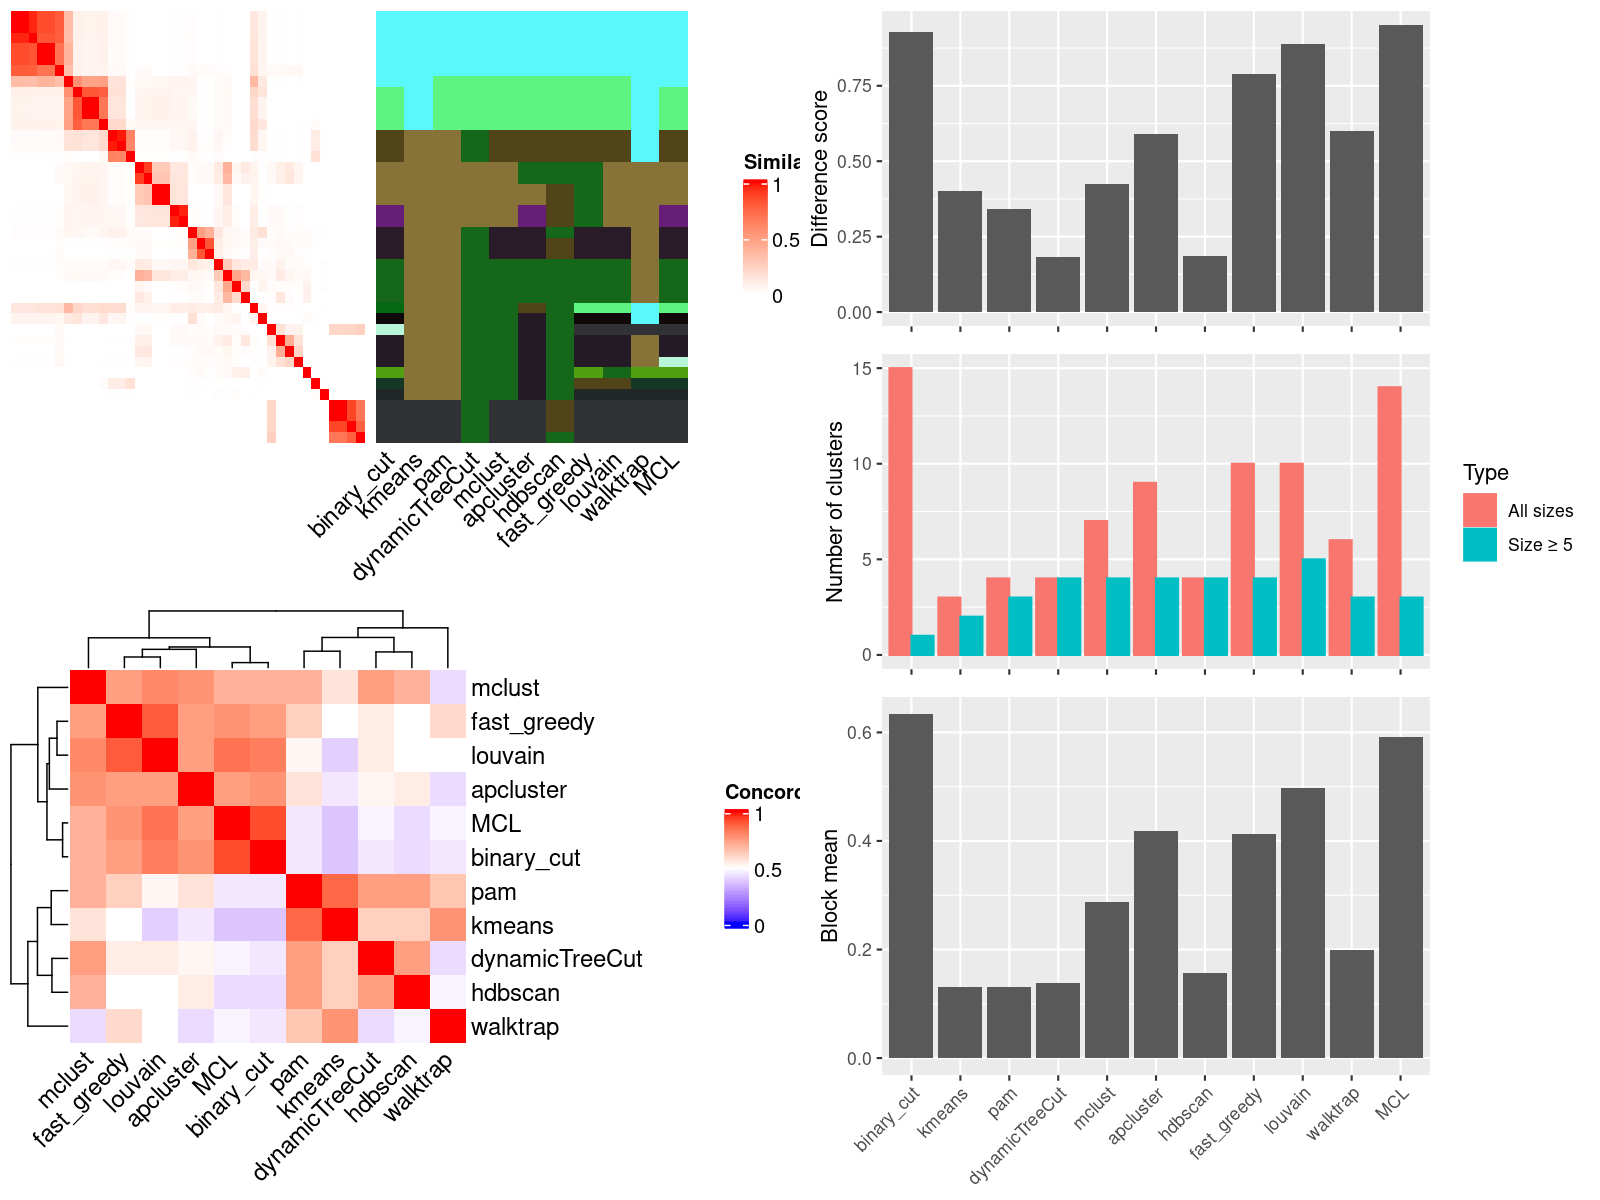 Simila
1
0.5
0
binary_cut
kmeans
pam
dynamicTreeCut
mclust
apcluster
hdbscan
fast_greedy
louvain
walktrap
MCL
mclust
fast_greedy
louvain
apcluster
MCL
binary_cut
pam
kmeans
dynamicTreeCut
hdbscan
walktrap
mclust
fast_greedy
louvain
apcluster
MCL
binary_cut
pam
kmeans
dynamicTreeCut
hdbscan
walktrap
Concord
1
0.5
0
Difference score
0.75
0.50
0.25
0.00
Number of clusters
15
10
5
0
Type
All sizes
Size ≥ 5
Block mean
0.6
0.4
0.2
0.0
binary_cut
kmeans
pam
dynamicTreeCut
mclust
apcluster
hdbscan
fast_greedy
louvain
walktrap
MCL